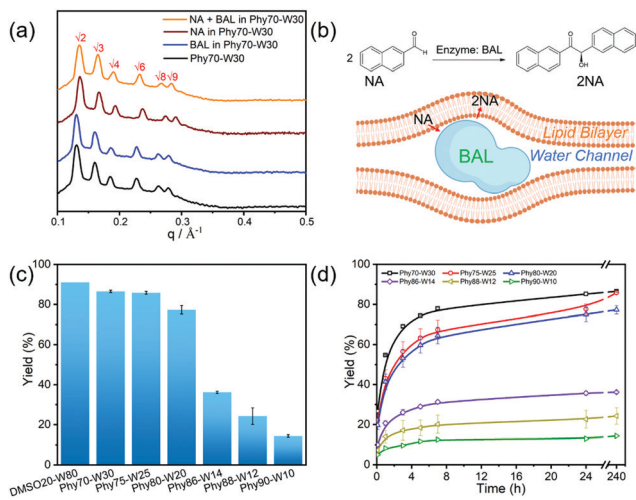 (a)
NA + BAL in Phy70-W30
NA in Phy70-W30
BAL in Phy70-W30
Phy70-W30
√2
√3
√4
√6
√8
√9
0.1 0.2 0.3 0.4 0.5
q / Å-1
(b)
2
NA
Enzyme: BAL
O
H
O
OH
2NA
NA
2NA
BAL
Lipid Bilayer
Water Channel
(c)
Yield (%)
100
80
60
40
20
0
DMSO20-W80
Phy70-W30
Phy75-W25
Phy80-W20
Phy86-W14
Phy88-W12
Phy90-W10
(d)
Phy70-W30 Phy75-W25 Phy80-W20
Phy86-W14 Phy88-W12 Phy90-W10
Yield (%)
100
80
60
40
20
0
0 4 8 12 16 20 24 240
Time (h)